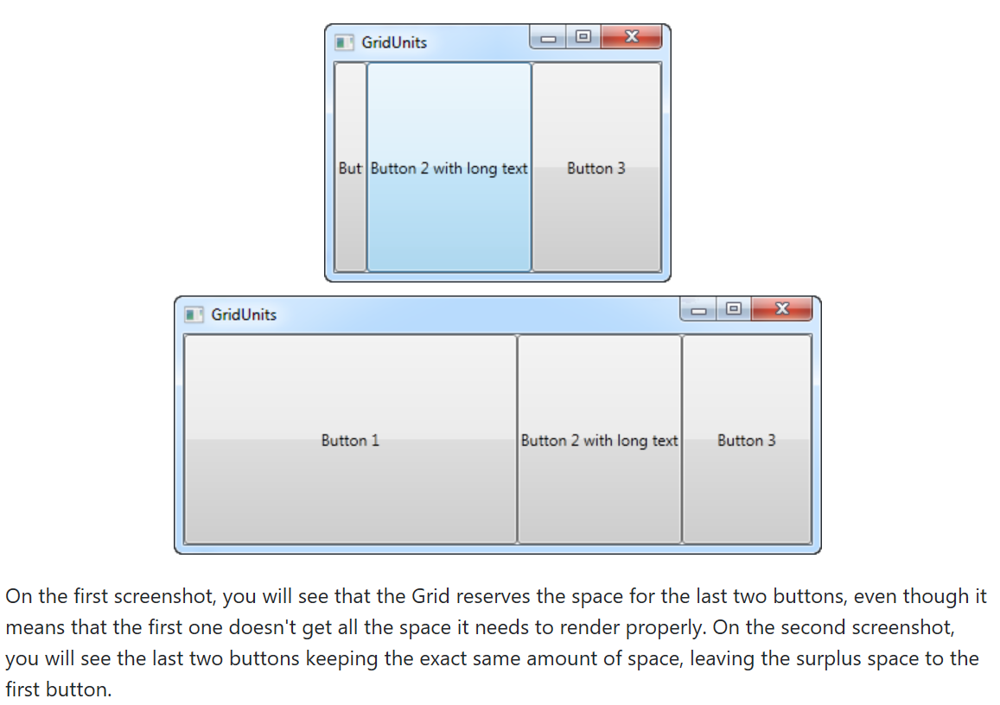 GridUnits
But Button 2 with long text Button 3
GridUnits
Button 1 Button 2 with long text Button 3
On the first screenshot, you will see that the Grid reserves the space for the last two buttons, even though it
means that the first one doesn't get all the space it needs to render properly. On the second screenshot,
you will see the last two buttons keeping the exact same amount of space, leaving the surplus space to the
first button.